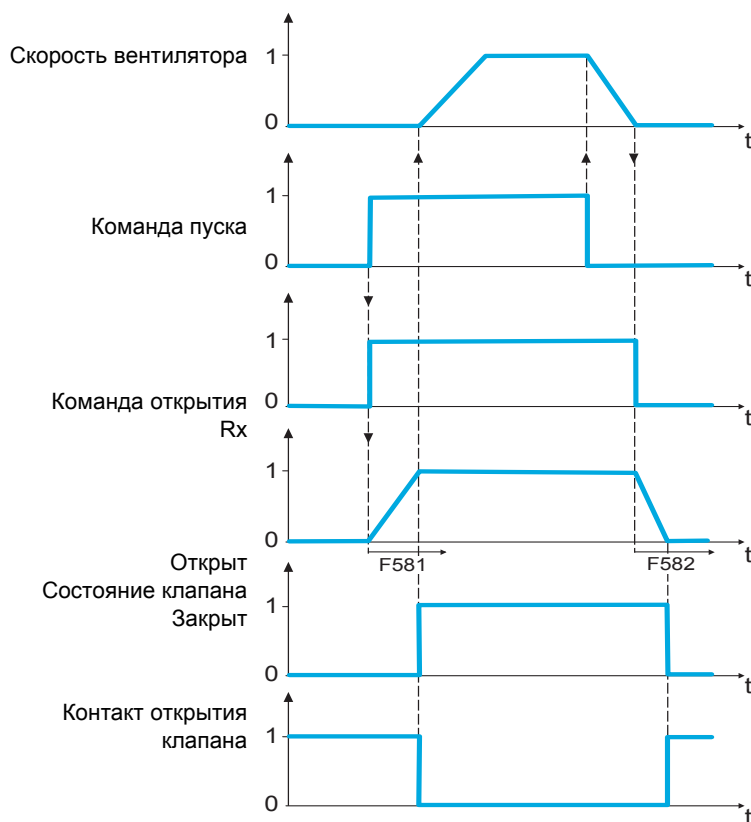 Скорость вентилятора
1
0
t
Команда пуска
1
0
t
Команда открытия
Rx
1
0
t
1
0
t
F581
F582
Открыт
Состояние клапана
Закрыт
1
0
t
Контакт открытия
клапана
1
0
t